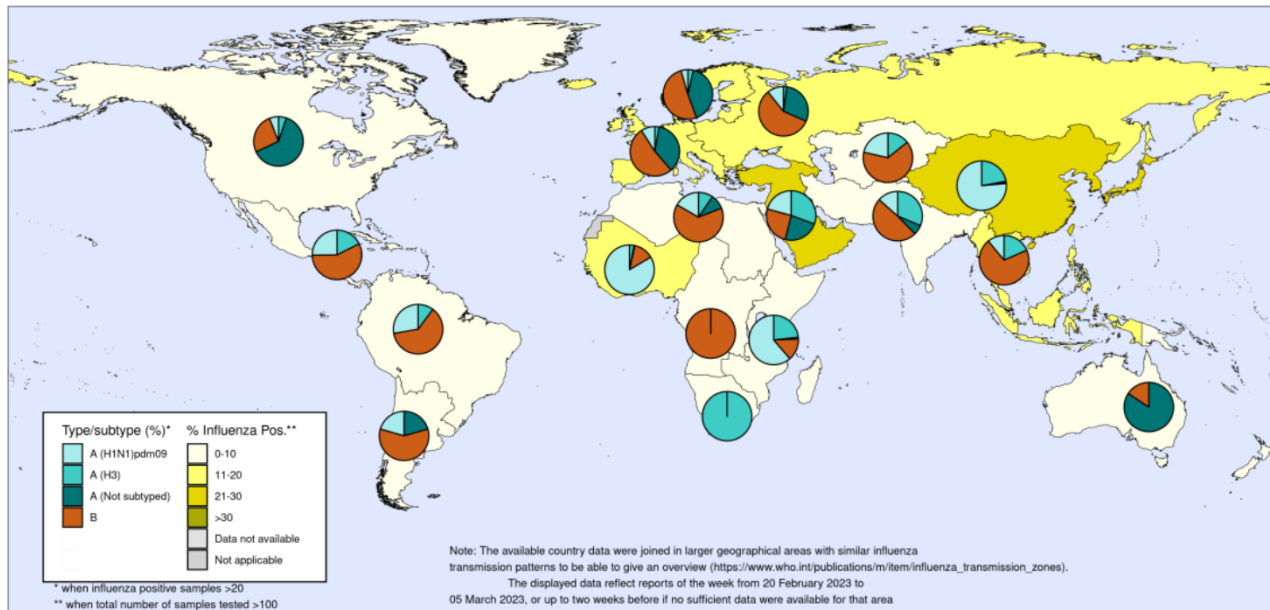 Type/subtype (%)*
A (H1N1)pdm09
A (H3)
A (Not subtyped)
B
% Influenza Pos.**
0-10
11-20
21-30
>30
Data not available
Not applicable
* when influenza positive samples >20
** when total number of samples tested >100
Note: The available country data were joined in larger geographical areas with similar influenza
transmission patterns to be able to give an overview (https://www.who.int/publications/m/item/influenza_transmission_zones).
The displayed data reflect reports of the week from 20 February 2023 to
05 March 2023, or up to two weeks before if no sufficient data were available for that area